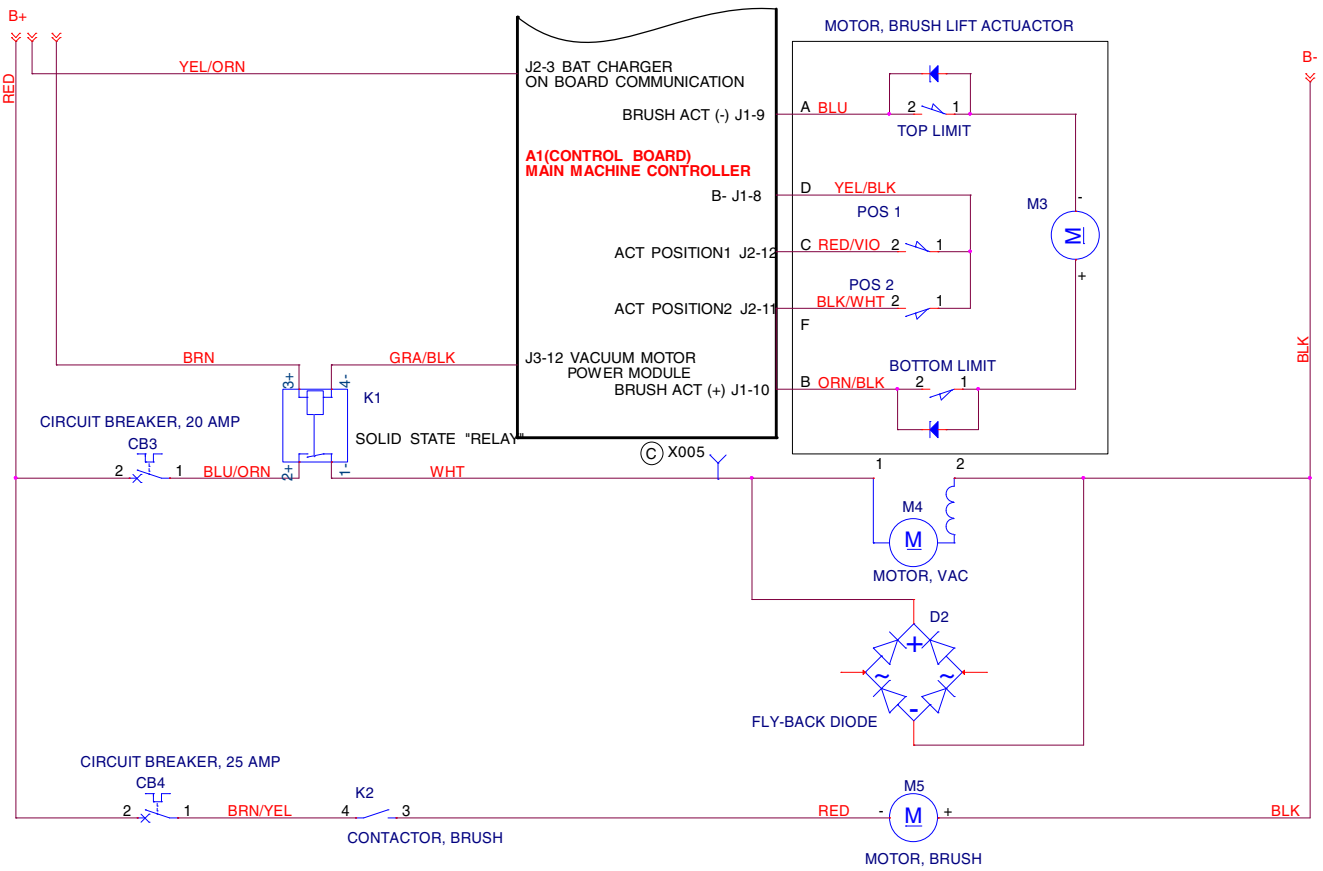 B+
RED
YEL/ORN
J2-3 BAT CHARGER
ON BOARD COMMUNICATION
BRUSH ACT (-) J1-9
A1(CONTROL BOARD)
MAIN MACHINE CONTROLLER
B- J1-8
ACT POSITION1 J2-12
ACT POSITION2 J2-11
J3-12 VACUUM MOTOR
POWER MODULE
BRUSH ACT (+) J1-10
MOTOR, BRUSH LIFT ACTUACTOR
A BLU 2 1
TOP LIMIT
D YEL/BLK
POS 1
C RED/VIO 2 1
POS 2
BLK/WHT 2 1
F
BOTTOM LIMIT
B ORN/BLK 2 1
M3
-
M
+
B-
BLK
BRN
GRA/BLK
3+
4-
K1
SOLID STATE "RELAY"
2+
1-
CIRCUIT BREAKER, 20 AMP
CB3
2 1 BLU/ORN
WHT
C X005
1 2
M4
M
MOTOR, VAC
D2
+
~ ~
-
FLY-BACK DIODE
CIRCUIT BREAKER, 25 AMP
CB4
2 1 BRN/YEL
K2
4 3
CONTACTOR, BRUSH
RED
M5
- M +
MOTOR, BRUSH
BLK